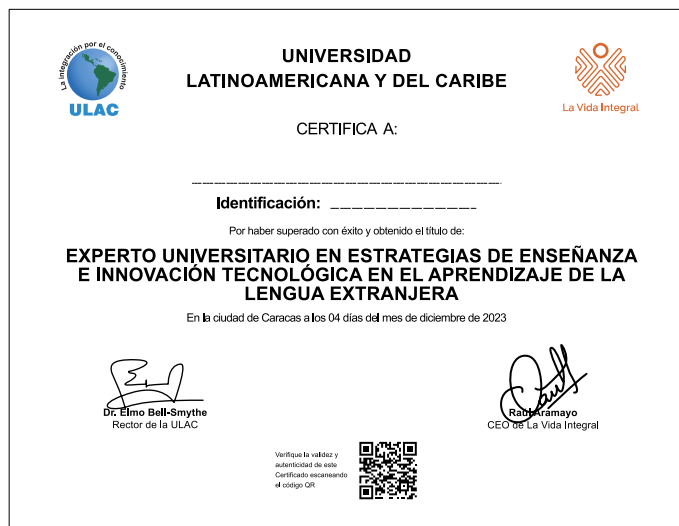 La integración por el conocimiento
ULAC
UNIVERSIDAD
LATINOAMERICANA Y DEL CARIBE
La Vida Integral
CERTIFICA A:
Identificación:
Por haber superado con éxito y obtenido el título de:
EXPERTO UNIVERSITARIO EN ESTRATEGIAS DE ENSEÑANZA
E INNOVACIÓN TECNOLÓGICA EN EL APRENDIZAJE DE LA
LENGUA EXTRANJERA
En la ciudad de Caracas a los 04 días del mes de diciembre de 2023
Dr. Elmo Bell-Smythe
Rector de la ULAC
Raúl Aramayo
CEO de La Vida Integral
Verifique la validez y
autenticidad de este
Certificado escaneando
el código QR